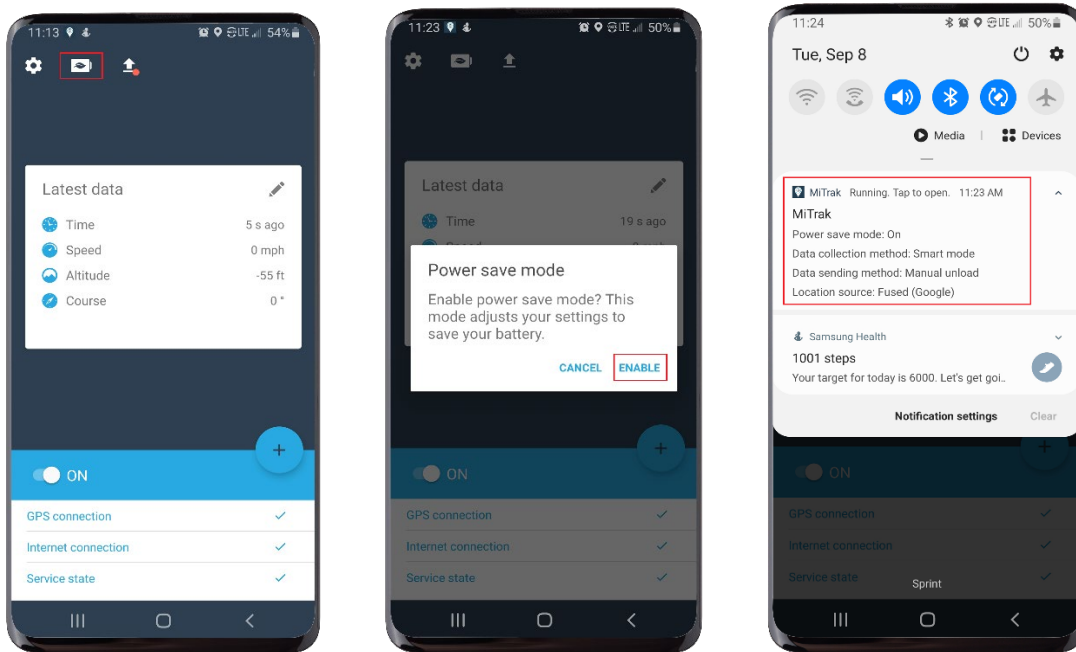 11:13 LTE 54%
Latest data
Time 5 s ago
Speed 0 mph
Altitude -55 ft
Course 0 °
ON
GPS connection
Internet connection
Service state
11:23 LTE 50%
Latest data
Time 19 s ago
Power save mode
Enable power save mode? This
mode adjusts your settings to
save your battery.
CANCEL ENABLE
ON
GPS connection
Internet connection
Service state
11:24 LTE 50%
Tue, Sep 8
Media | Devices
MiTrak Running. Tap to open. 11:23 AM
MiTrak
Power save mode: On
Data collection method: Smart mode
Data sending method: Manual unload
Location source: Fused (Google)
Samsung Health
1001 steps
Your target for today is 6000. Let's get goi..
Notification settings Clear
ON
GPS connection
Internet connection
Service state
Sprint